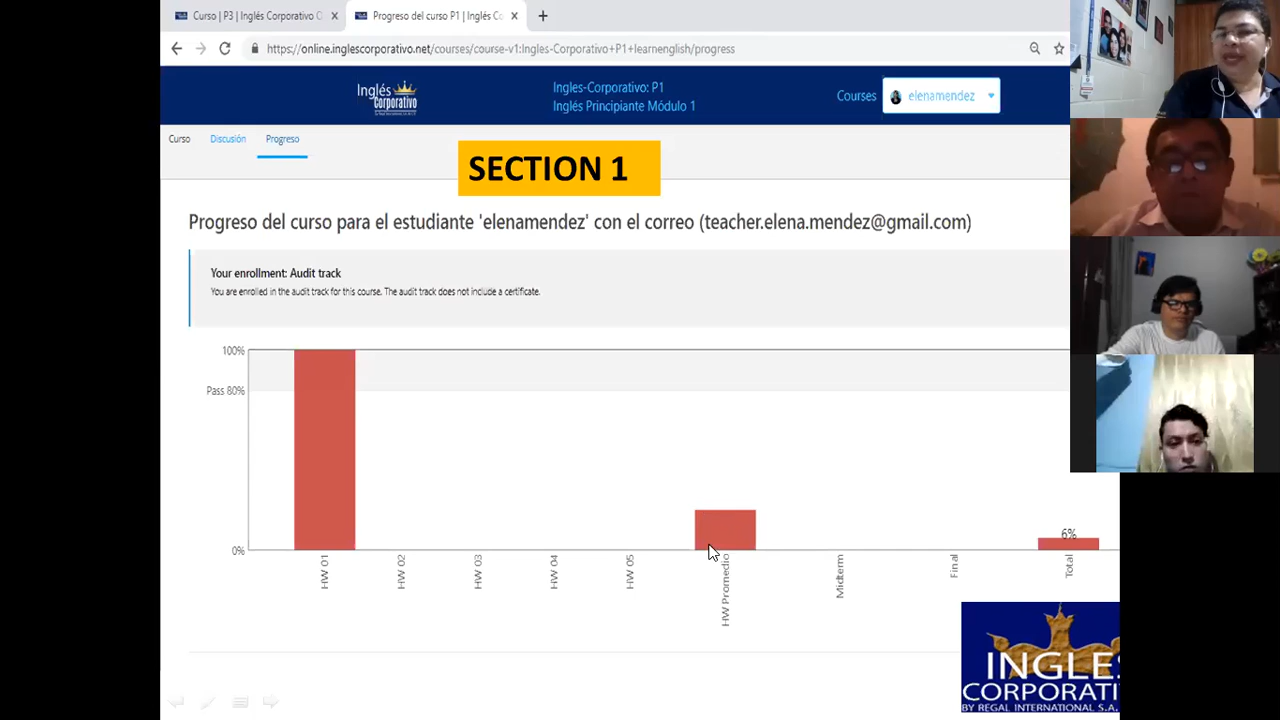 Curso | P3 | Inglés Corporativo
Progreso del curso P1 | Inglés Co
https://online.inglescorporativo.net/courses/course-v1:Ingles-Corporativo+P1+learnenglish/progress
Inglés
Corporativo
by Regal International, S.A. de C.V.
Ingles-Corporativo: P1
Inglés Principiante Módulo 1
Courses
elenamendez
Curso
Discusión
Progreso
SECTION 1
Progreso del curso para el estudiante 'elenamendez' con el correo (teacher.elena.mendez@gmail.com)
Your enrollment: Audit track
You are enrolled in the audit track for this course. The audit track does not include a certificate.
100%
Pass 80%
0%
6%
HW 01
HW 02
HW 03
HW 04
HW 05
HW Promedio
Midterm
Final
Total
INGLES
CORPORATI
BY REGAL INTERNATIONAL S.A.